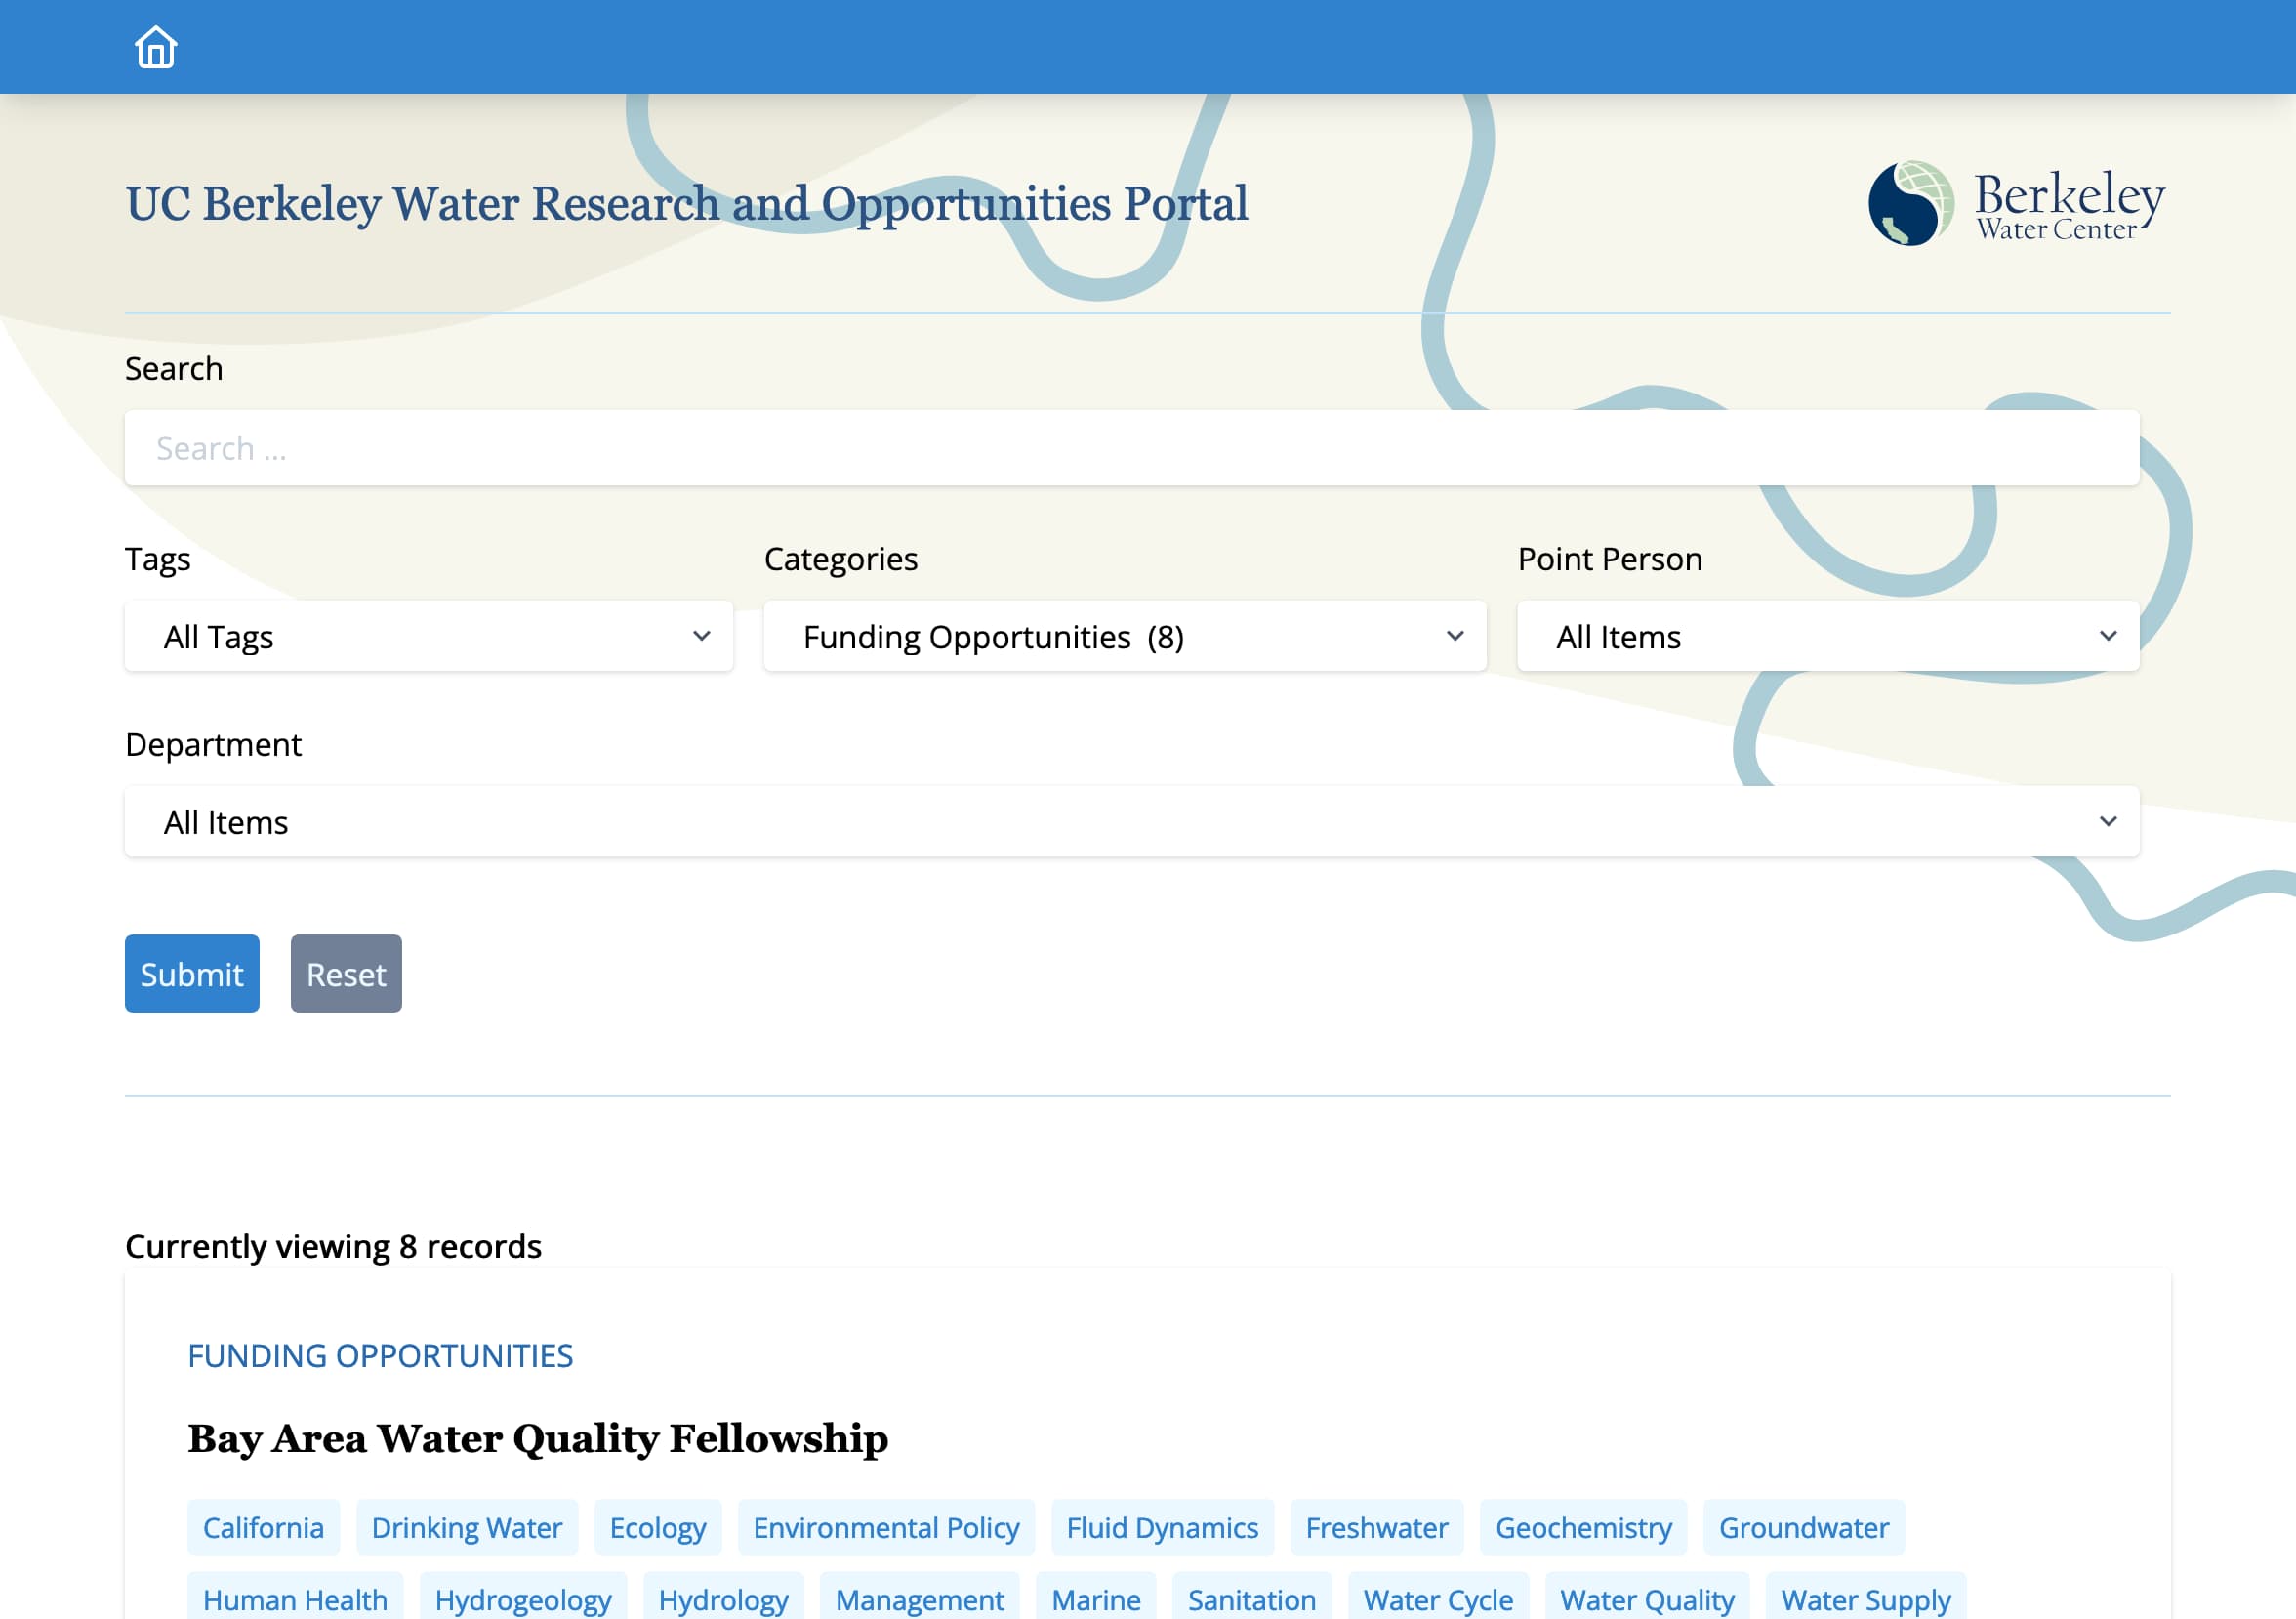 UC Berkeley Water Research and Opportunities Portal
Berkeley
Water Center
Search
Search ...
Tags
Categories
Point Person
All Tags
Funding Opportunities (8)
All Items
Department
All Items
Submit
Reset
Currently viewing 8 records
FUNDING OPPORTUNITIES
Bay Area Water Quality Fellowship
California Drinking Water Ecology Environmental Policy Fluid Dynamics Freshwater Geochemistry Groundwater
Human Health Hydrogeology Hydrology Management Marine Sanitation Water Cycle Water Quality Water Supply